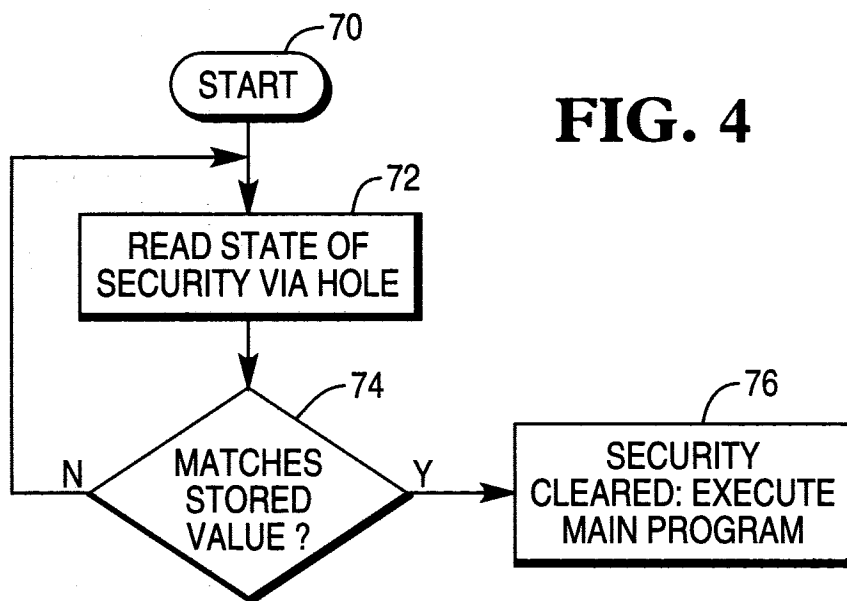 70
START
FIG. 4
72
READ STATE OF
SECURITY VIA HOLE
74
N
MATCHES
STORED
VALUE ?
Y
76
SECURITY
CLEARED: EXECUTE
MAIN PROGRAM